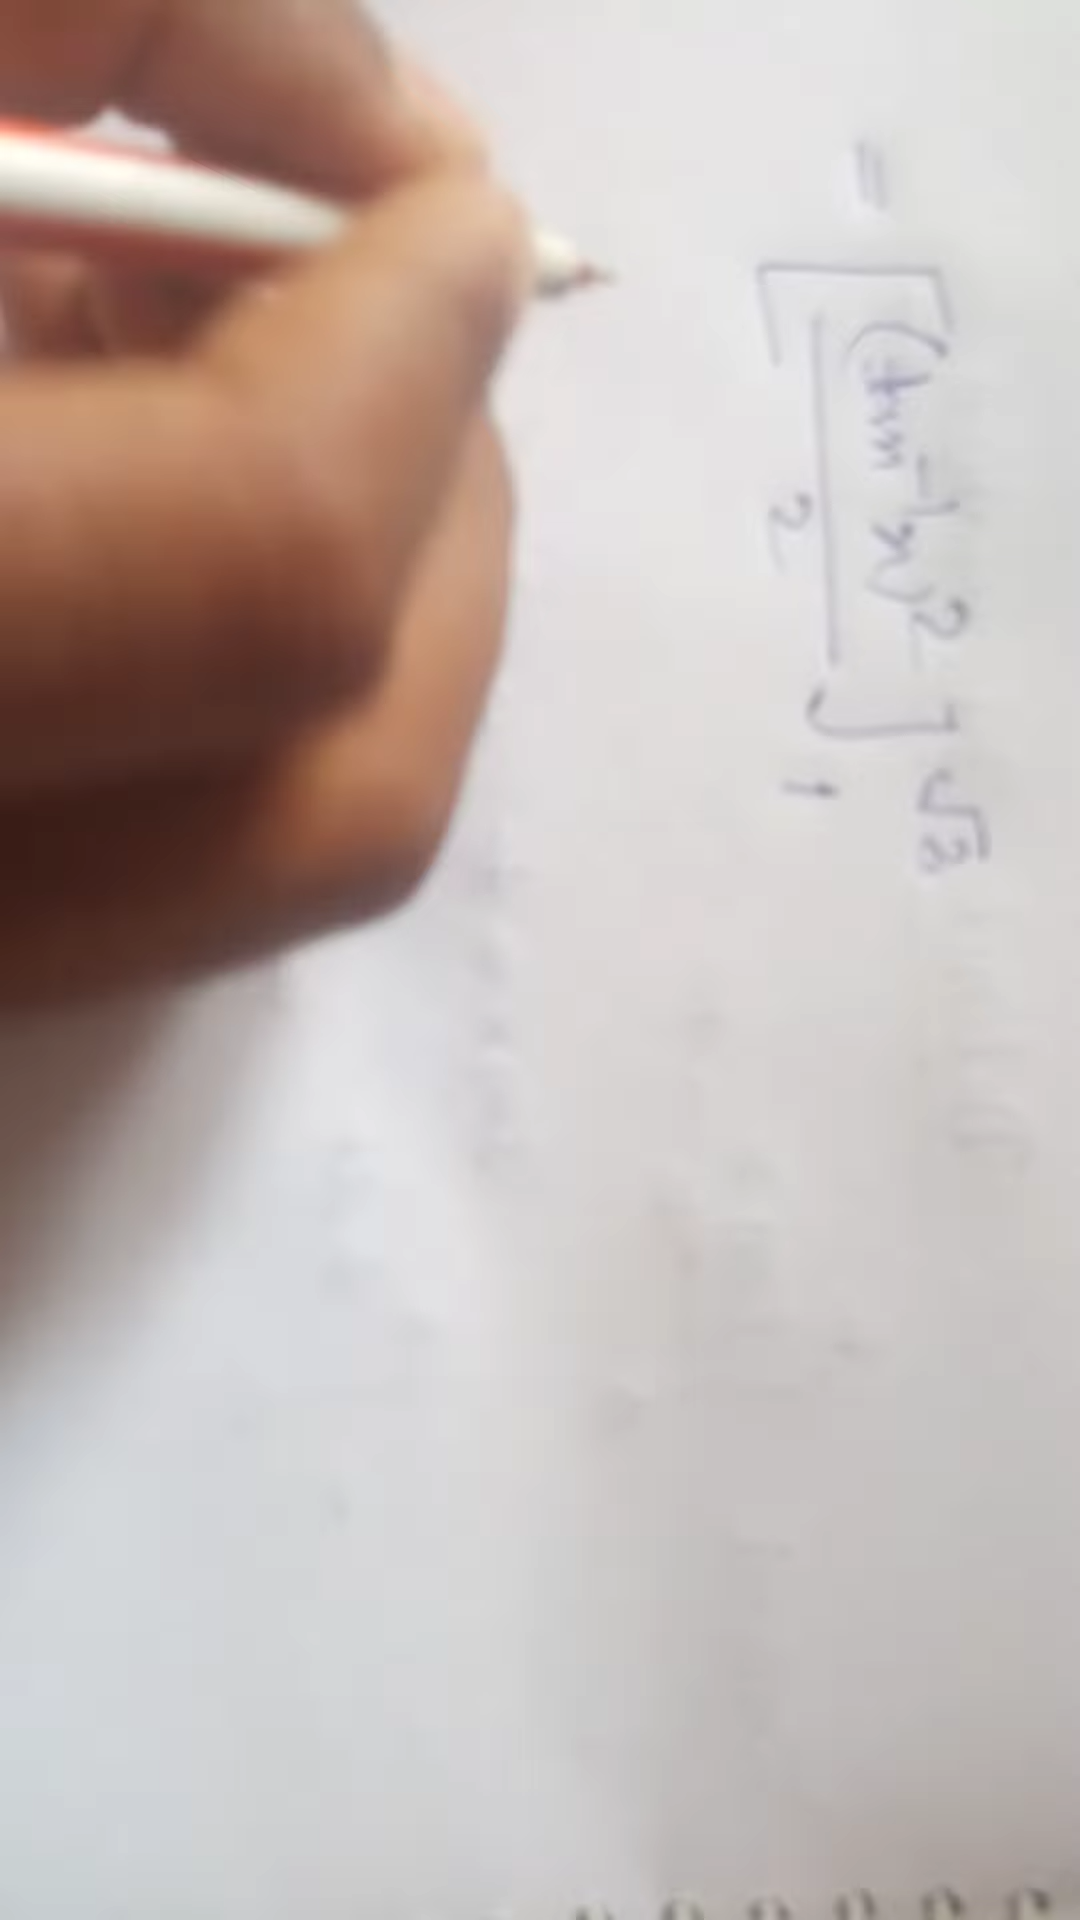 = [(tan⁻¹x)² / 2]₁^√3